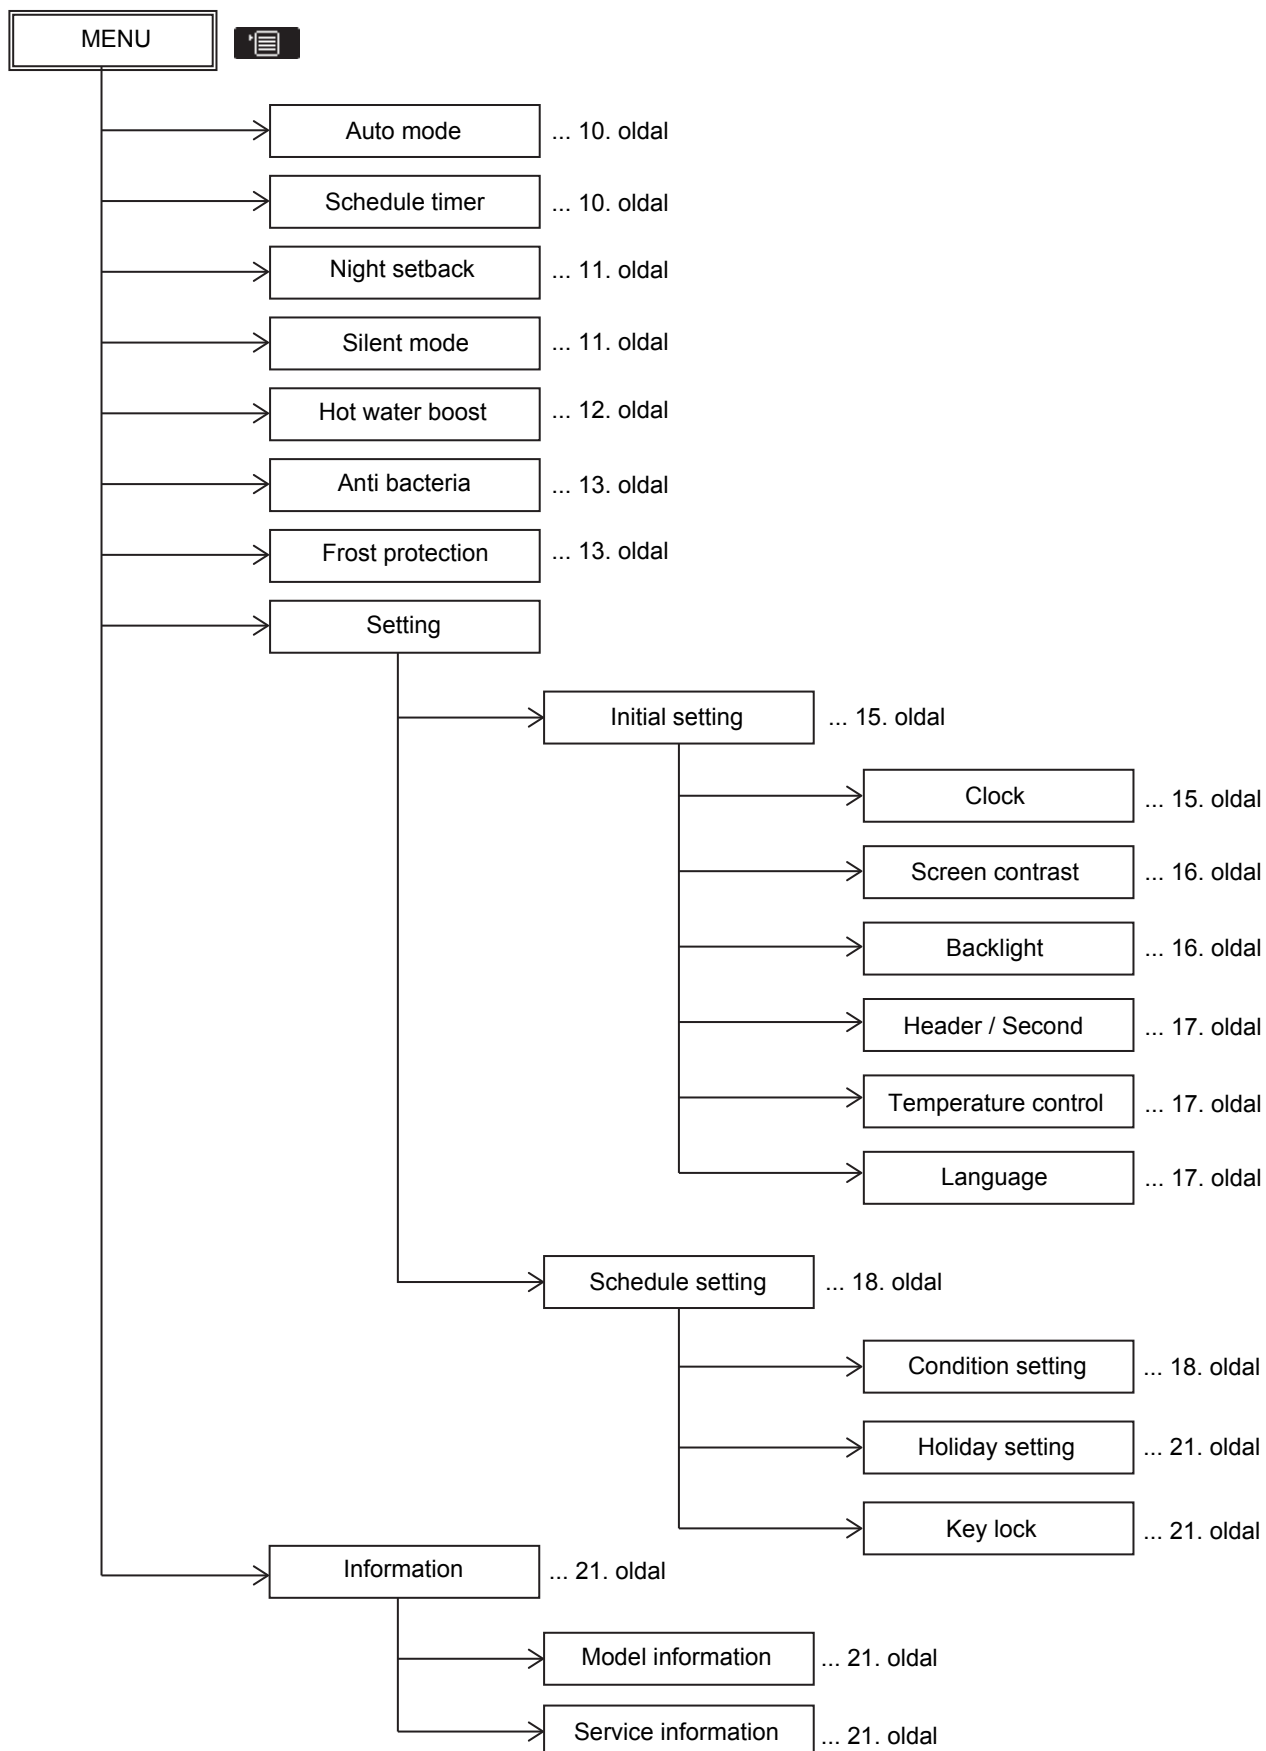 MENU
Auto mode ... 10. oldal
Schedule timer ... 10. oldal
Night setback ... 11. oldal
Silent mode ... 11. oldal
Hot water boost ... 12. oldal
Anti bacteria ... 13. oldal
Frost protection ... 13. oldal
Setting
Initial setting ... 15. oldal
Clock ... 15. oldal
Screen contrast ... 16. oldal
Backlight ... 16. oldal
Header / Second ... 17. oldal
Temperature control ... 17. oldal
Language ... 17. oldal
Schedule setting ... 18. oldal
Condition setting ... 18. oldal
Holiday setting ... 21. oldal
Key lock ... 21. oldal
Information ... 21. oldal
Model information ... 21. oldal
Service information ... 21. oldal